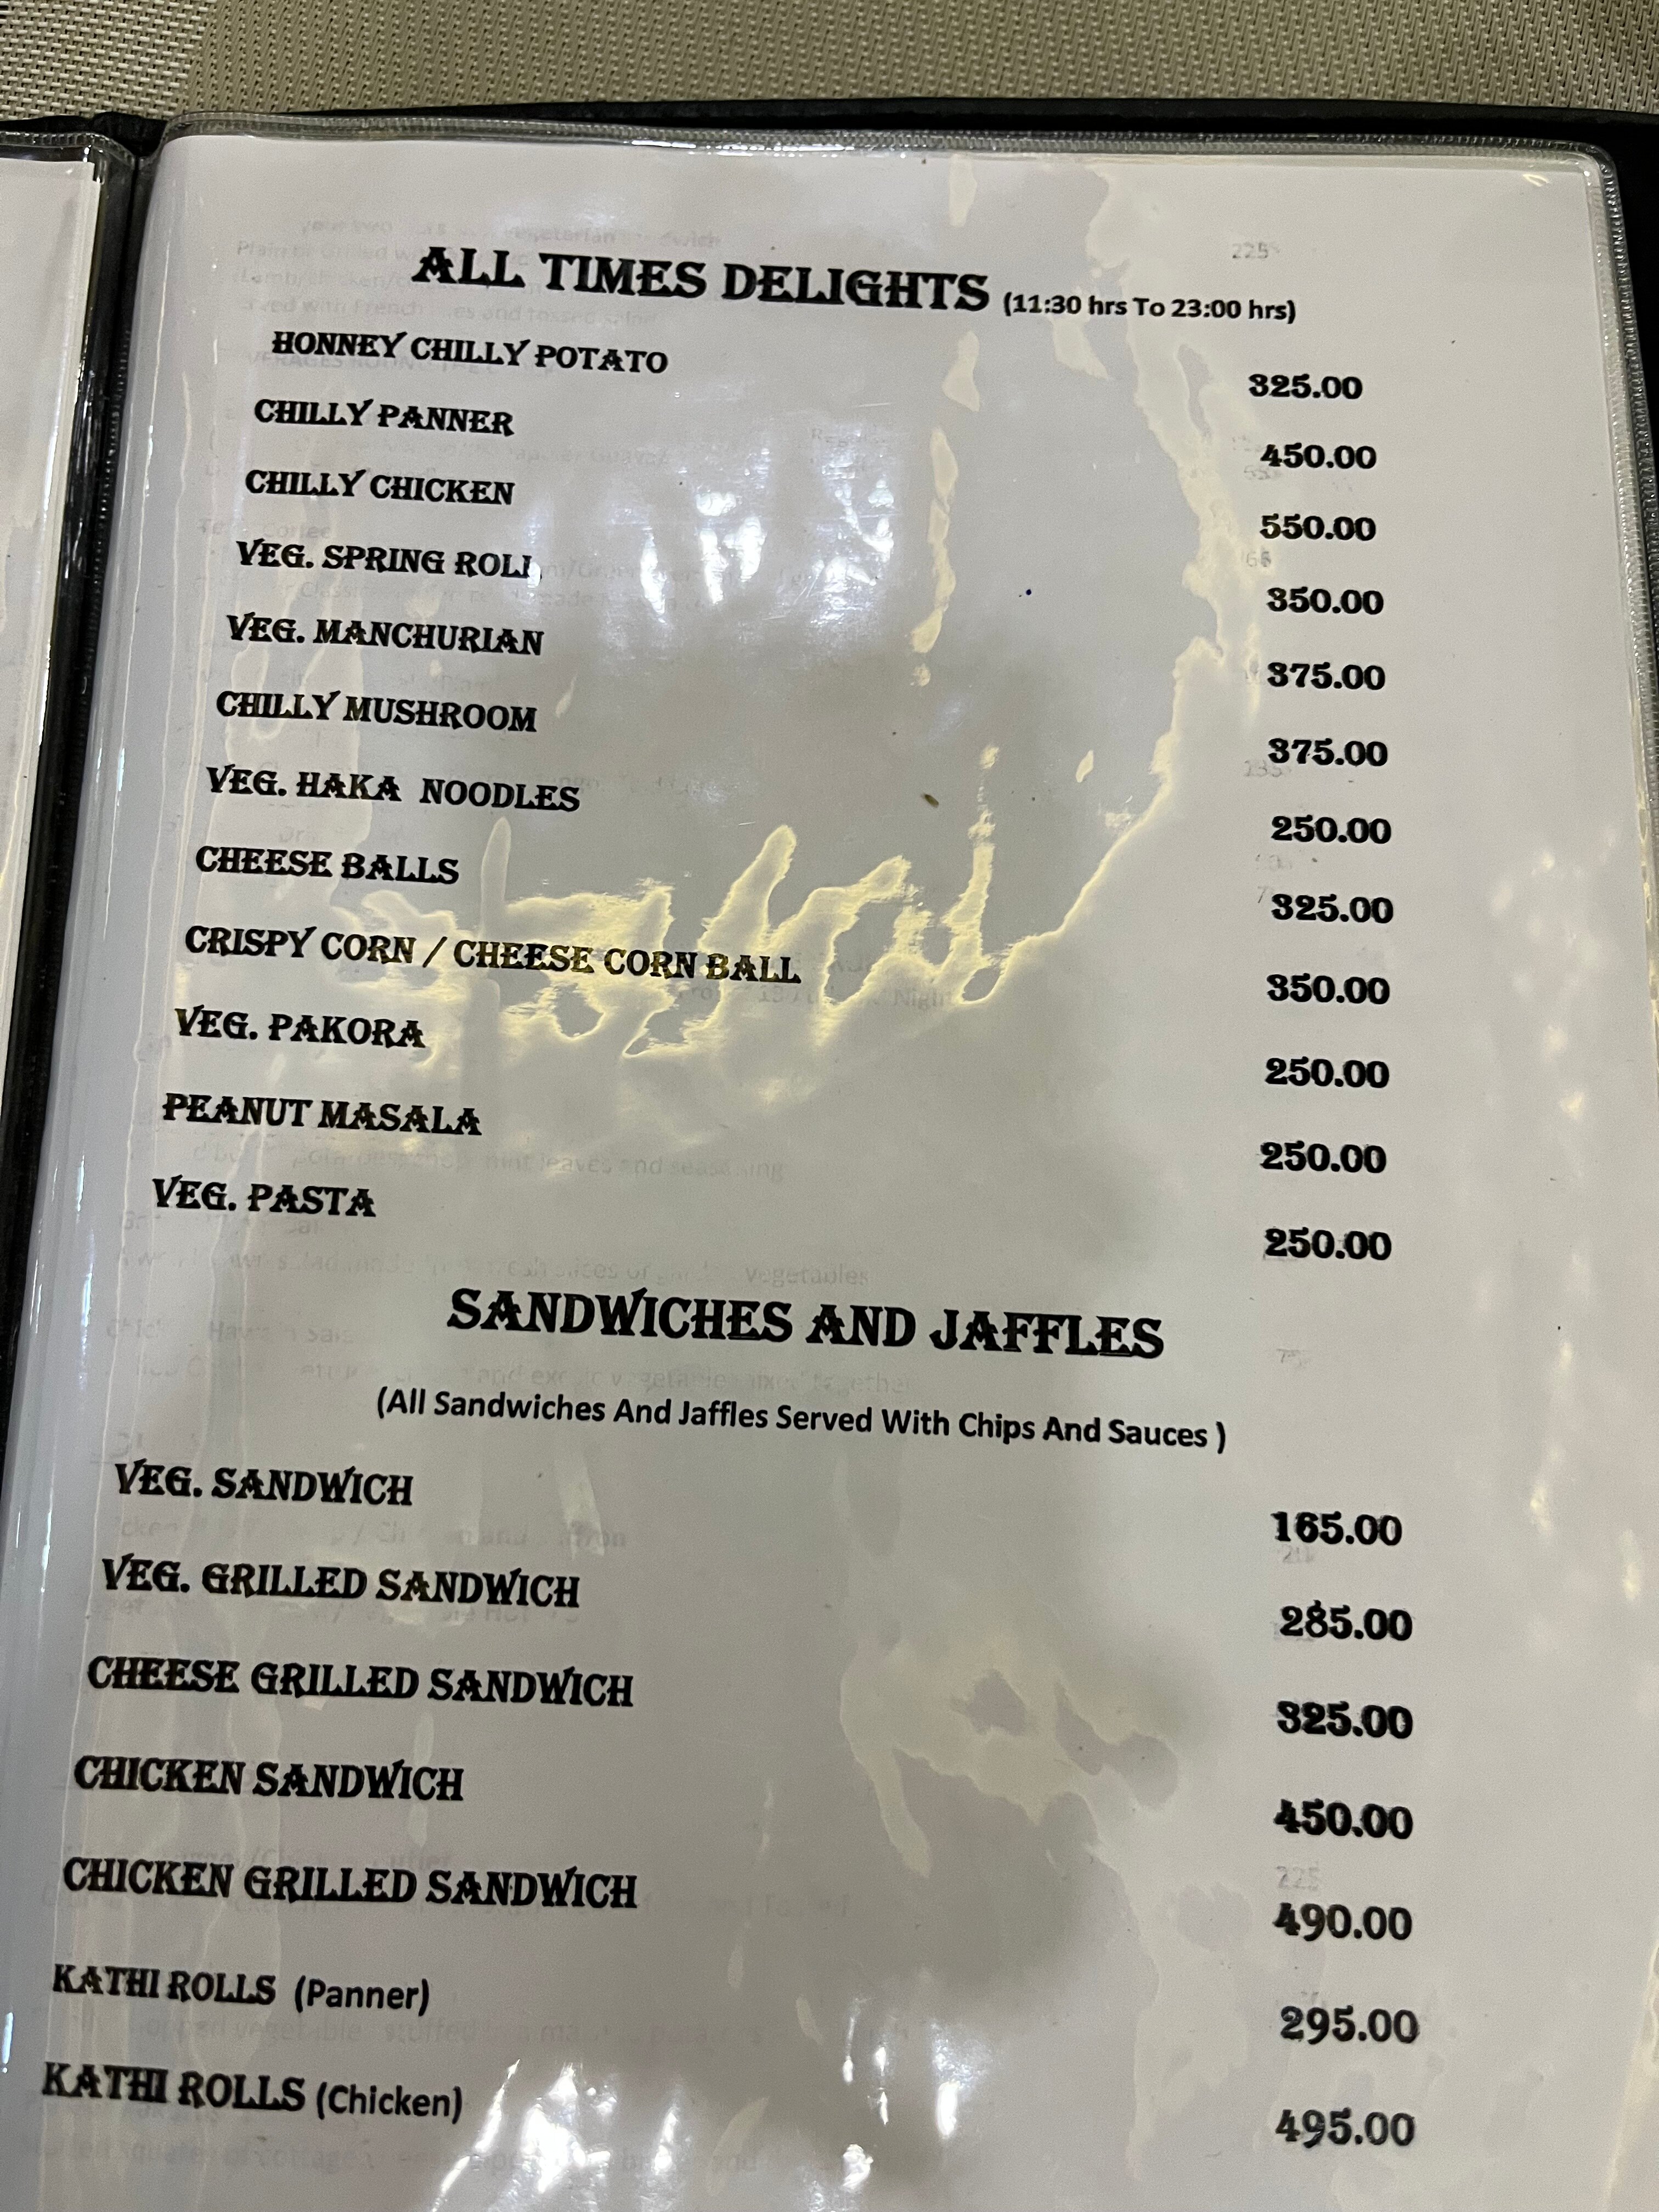 ALL TIMES DELIGHTS (11:30 hrs To 23:00 hrs)
HONNEY CHILLY POTATO 325.00
CHILLY PANNER 450.00
CHILLY CHICKEN 550.00
VEG. SPRING ROLL 350.00
VEG. MANCHURIAN 375.00
CHILLY MUSHROOM 375.00
VEG. HAKA NOODLES 250.00
CHEESE BALLS 325.00
CRISPY CORN / CHEESE CORN BALL 350.00
VEG. PAKORA 250.00
PEANUT MASALA 250.00
VEG. PASTA 250.00
SANDWICHES AND JAFFLES
(All Sandwiches And Jaffles Served With Chips And Sauces )
VEG. SANDWICH 165.00
VEG. GRILLED SANDWICH 285.00
CHEESE GRILLED SANDWICH 325.00
CHICKEN SANDWICH 450.00
CHICKEN GRILLED SANDWICH 490.00
KATHI ROLLS (Panner) 295.00
KATHI ROLLS (Chicken) 495.00